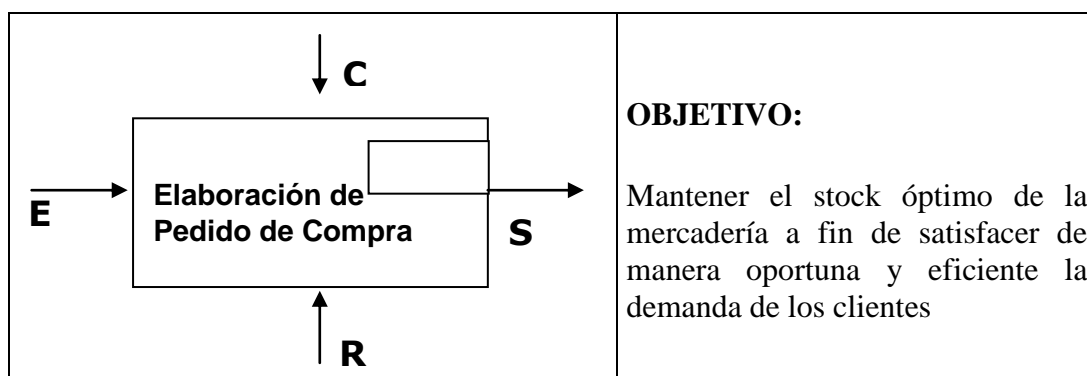 C
E
Elaboración de
Pedido de Compra
S
R
OBJETIVO:
Mantener el stock óptimo de la
mercadería a fin de satisfacer de
manera oportuna y eficiente la
demanda de los clientes